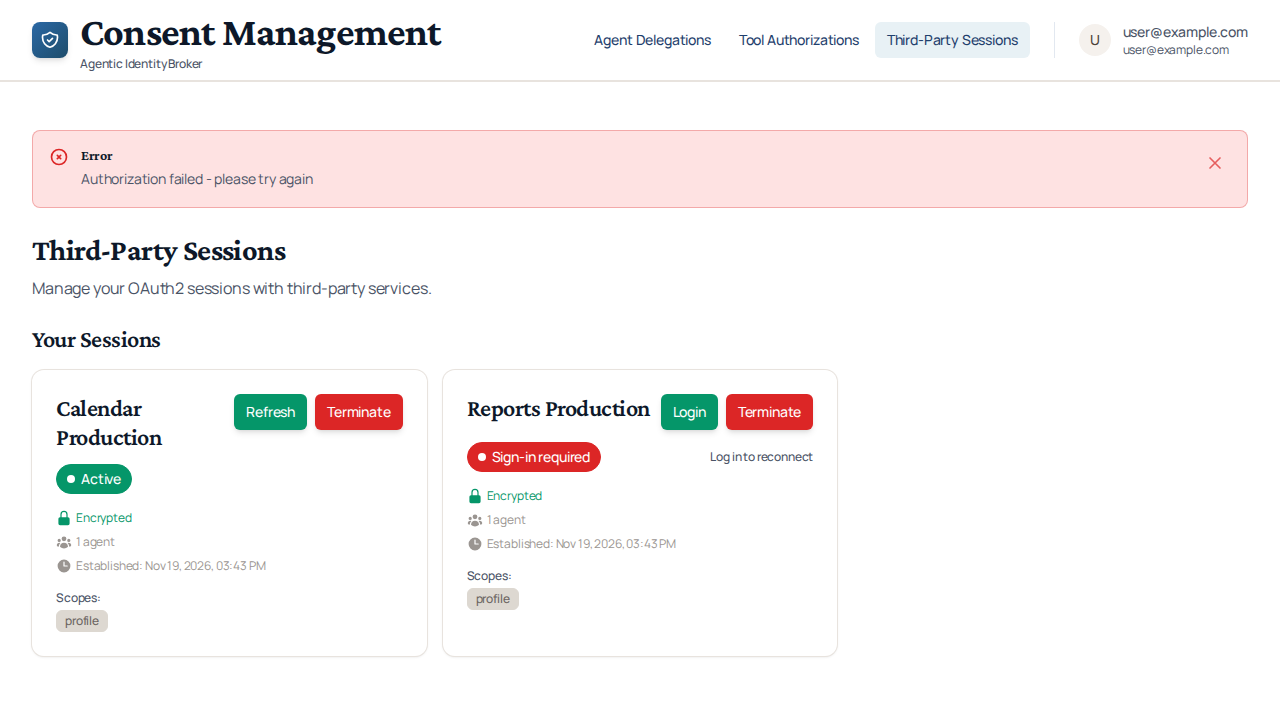 Consent Management
Agentic Identity Broker
Agent Delegations
Tool Authorizations
Third-Party Sessions
U
user@example.com
user@example.com
Error
Authorization failed - please try again
Third-Party Sessions
Manage your OAuth2 sessions with third-party services.
Your Sessions
Calendar
Production
Refresh
Terminate
Active
Encrypted
1 agent
Established: Nov 19, 2026, 03:43 PM
Scopes:
profile
Reports Production
Login
Terminate
Sign-in required
Log in to reconnect
Encrypted
1 agent
Established: Nov 19, 2026, 03:43 PM
Scopes:
profile